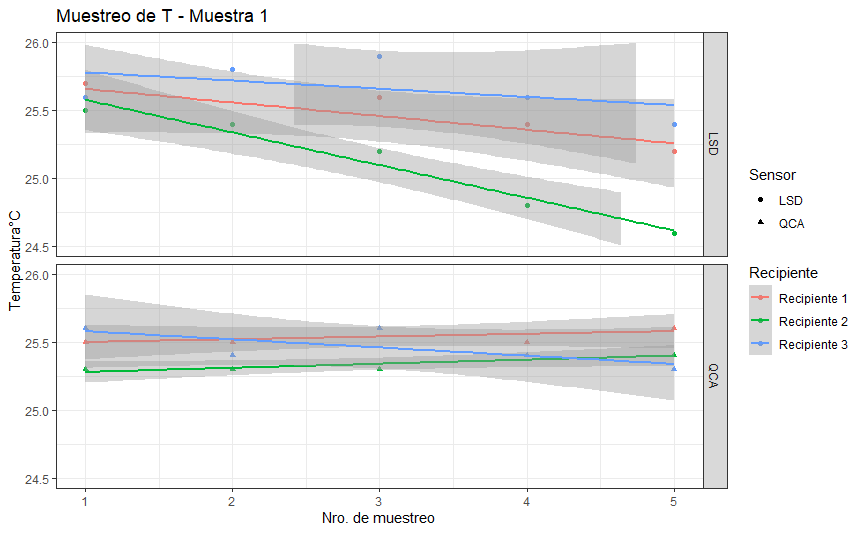 Muestreo de T - Muestra 1
Temperatura°C
26.0
25.5
25.0
24.5
LSD
26.0
25.5
25.0
24.5
QCA
1
2
3
4
5
Nro. de muestreo
Sensor
LSD
QCA
Recipiente
Recipiente 1
Recipiente 2
Recipiente 3